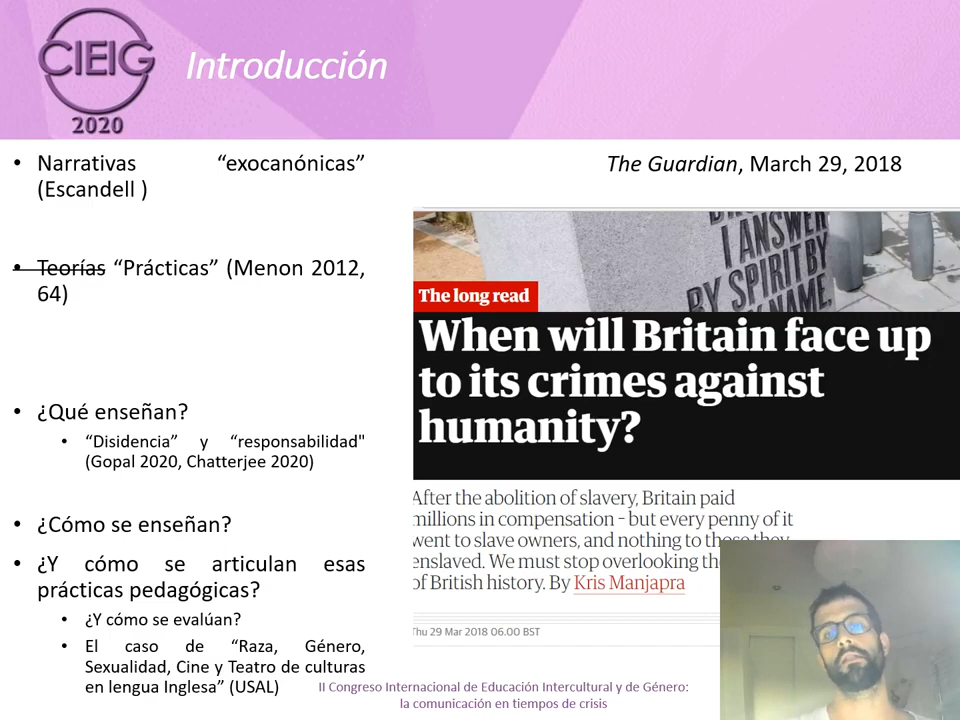 CIEIG
2020
Introducción
• Narrativas “exocanónicas”
(Escandell )
• Teorías “Prácticas” (Menon 2012,
64)
• ¿Qué enseñan?
• “Disidencia” y “responsabilidad"
(Gopal 2020, Chatterjee 2020)
• ¿Cómo se enseñan?
• ¿Y cómo se articulan esas
prácticas pedagógicas?
• ¿Y cómo se evalúan?
• El caso de “Raza, Género,
Sexualidad, Cine y Teatro de culturas
en lengua Inglesa” (USAL)
The Guardian, March 29, 2018
I ANSWER
BY SPIRIT BY
NAME,
The long read
When will Britain face up
to its crimes against
humanity?
After the abolition of slavery, Britain paid
millions in compensation – but every penny of it
went to slave owners, and nothing to those they
enslaved. We must stop overlooking
of British history. By Kris Manjapra
Thu 29 Mar 2018 06.00 BST
II Congreso Internacional de Educación Intercultural y de Género:
la comunicación en tiempos de crisis